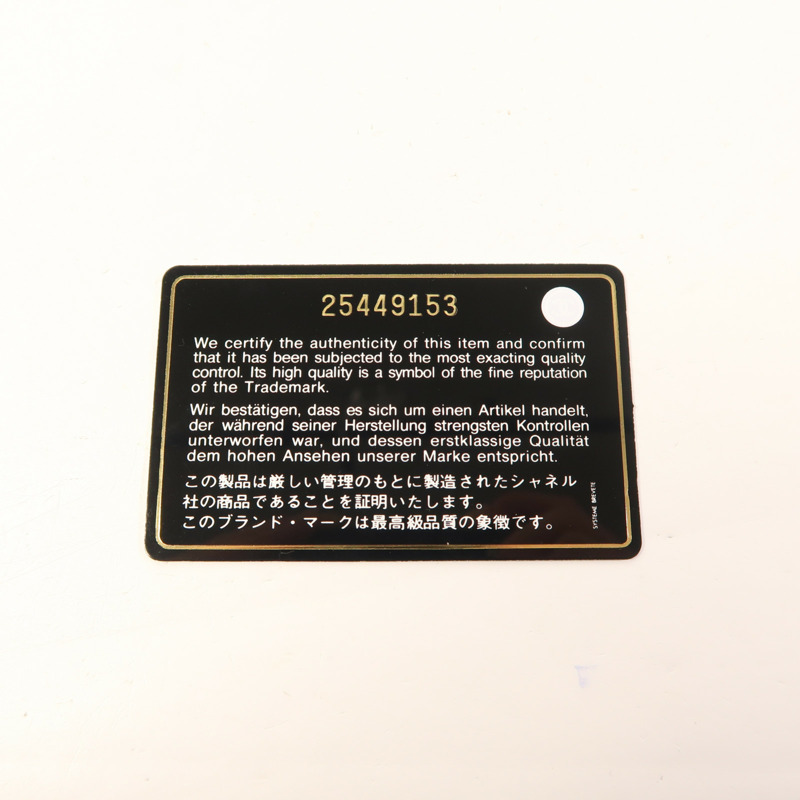 25449153
We certify the authenticity of this item and confirm
that it has been subjected to the most exacting quality
control. Its high quality is a symbol of the fine reputation
of the Trademark.
Wir bestätigen, dass es sich um einen Artikel handelt,
der während seiner Herstellung strengsten Kontrollen
unterworfen war, und dessen erstklassige Qualität
dem hohen Ansehen unserer Marke entspricht.
この製品は厳しい管理のもとに製造されたシャネル
社の商品であることを証明いたします。
このブランド・マークは最高級品質の象徴です。
SYSTEME BREVETE